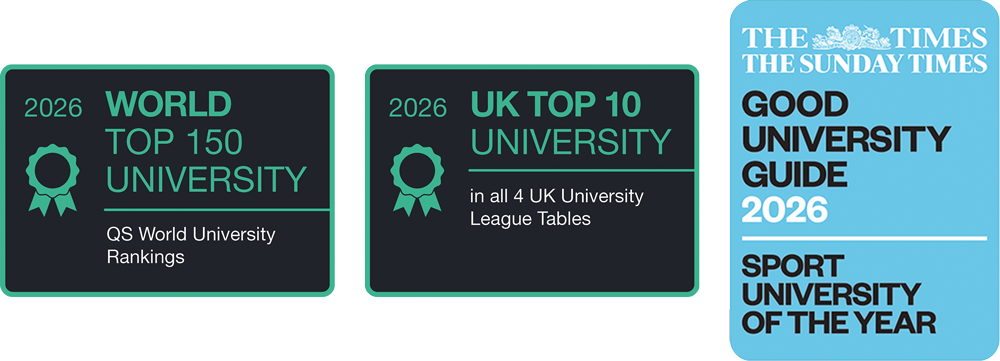 2026
WORLD
TOP 150
UNIVERSITY
QS World University
Rankings
2026
UK TOP 10
UNIVERSITY
in all 4 UK University
League Tables
THE TIMES
THE SUNDAY TIMES
GOOD
UNIVERSITY
GUIDE
2026
SPORT
UNIVERSITY
OF THE YEAR